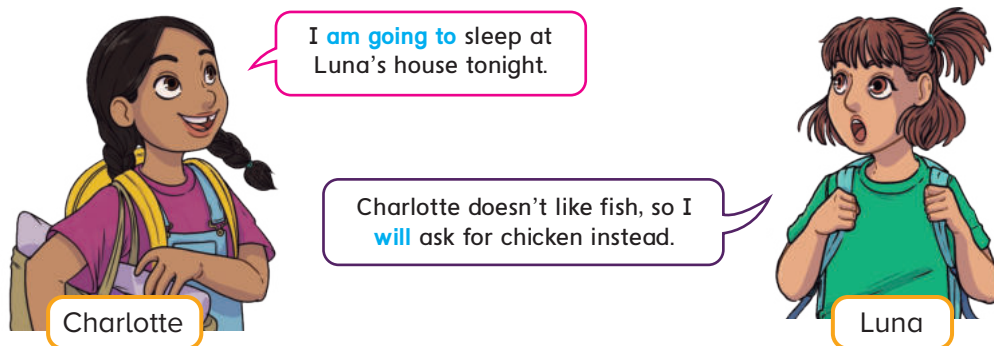 I am going to sleep at
Luna's house tonight.
Charlotte doesn't like fish, so I
will ask for chicken instead.
Charlotte
Luna